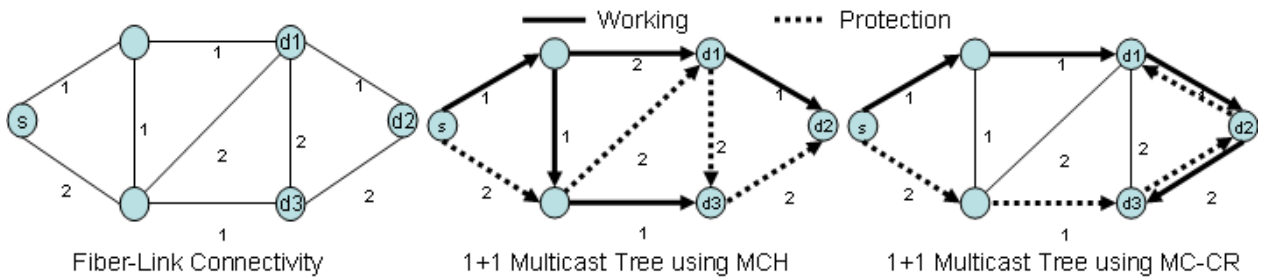 Working Protection
s
d1
d2
d3
1
1
1
1
2
2
2
2
1
Fiber-Link Connectivity
s
d1
d2
d3
1
2
1
1
2
2
2
2
1
1+1 Multicast Tree using MCH
s
d1
d2
d3
1
1
1
1
2
2
2
2
1
1+1 Multicast Tree using MC-CR